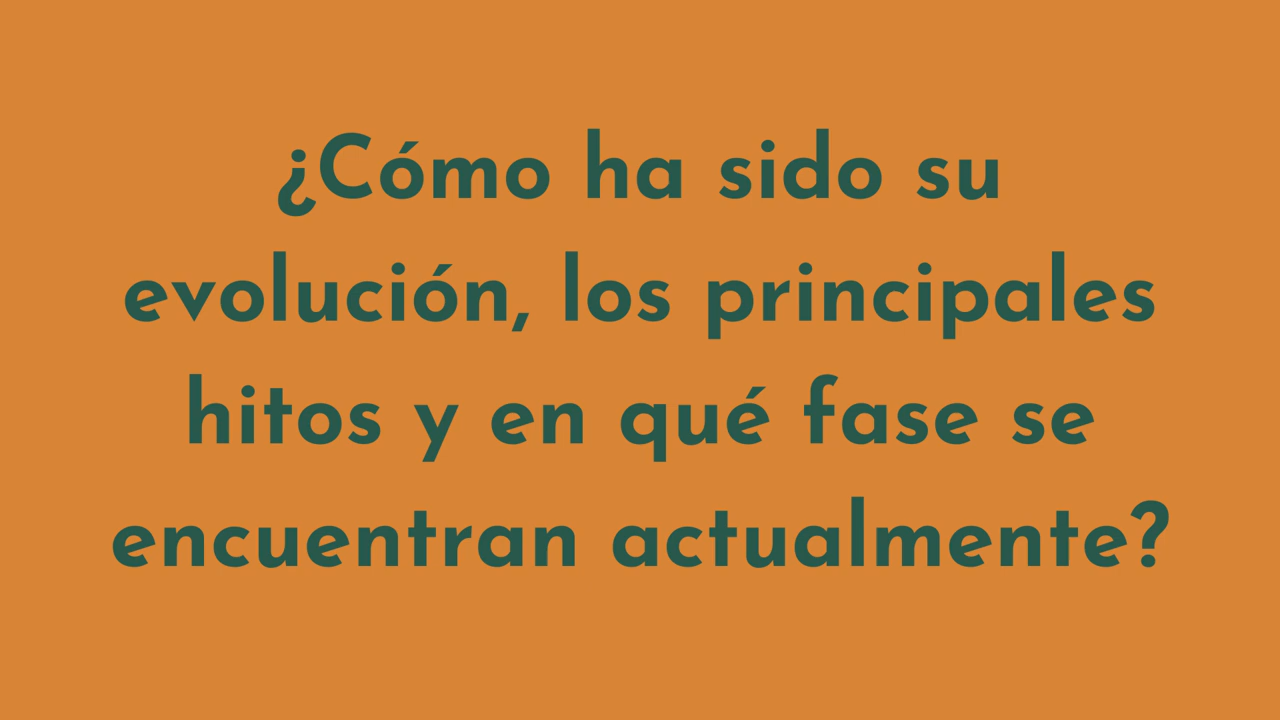 ¿Cómo ha sido su
evolución, los principales
hitos y en qué fase se
encuentran actualmente?